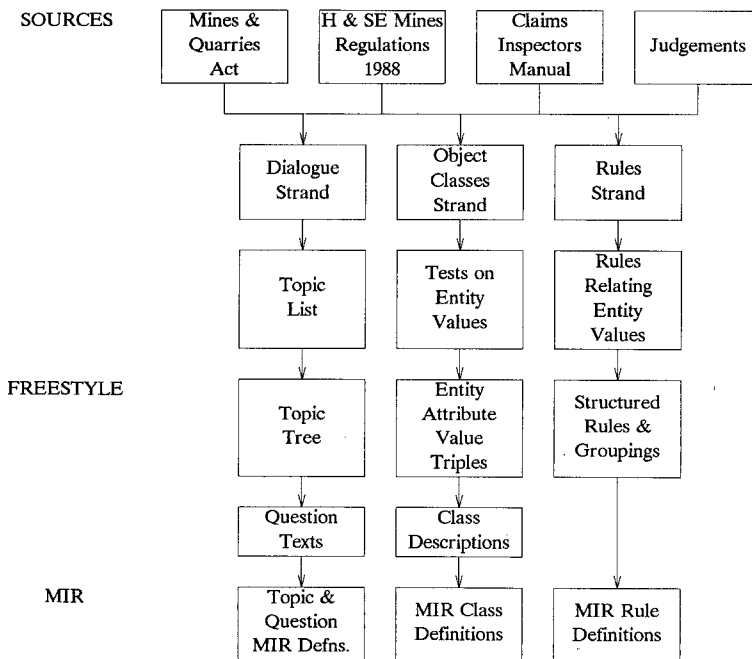 SOURCES
Mines &
Quarries
Act
H & SE Mines
Regulations
1988
Claims
Inspectors
Manual
Judgements
Dialogue
Strand
Object
Classes
Strand
Rules
Strand
Topic
List
Tests on
Entity
Values
Rules
Relating
Entity
Values
FREESTYLE
Topic
Tree
Entity
Attribute
Value
Triples
Structured
Rules &
Groupings
Question
Texts
Class
Descriptions
MIR
Topic &
Question
MIR Defns.
MIR Class
Definitions
MIR Rule
Definitions